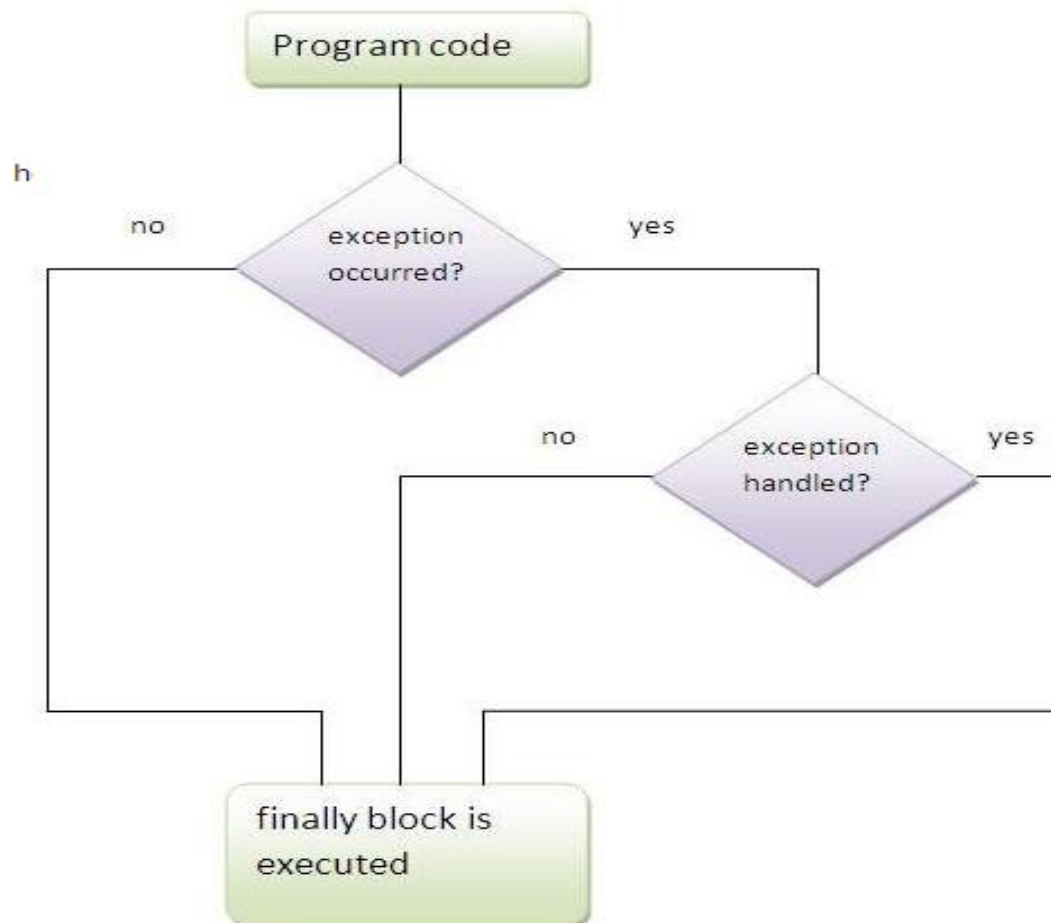 Program code
h
no
yes
exception
occurred?
no
yes
exception
handled?
finally block is
executed